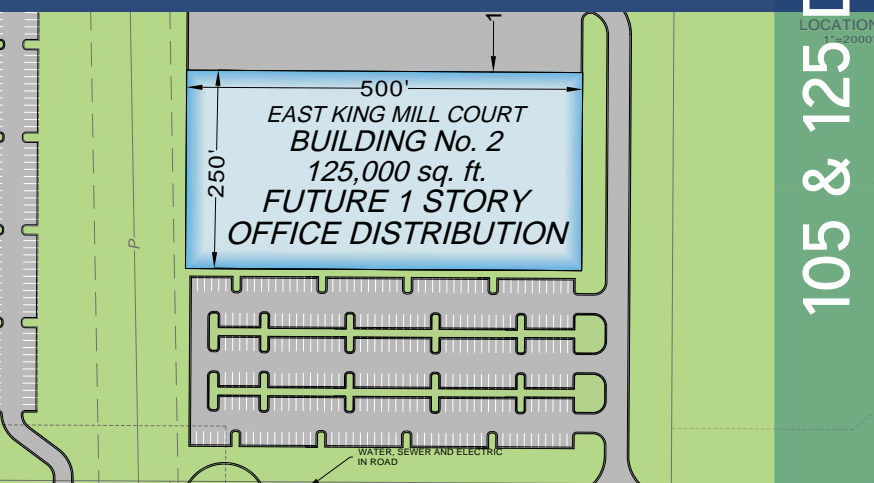 LOCATION
1"=2000'
500'
EAST KING MILL COURT
BUILDING No. 2
125,000 sq. ft.
FUTURE 1 STORY
OFFICE DISTRIBUTION
250'
P
105 & 125
WATER, SEWER AND ELECTRIC
IN ROAD